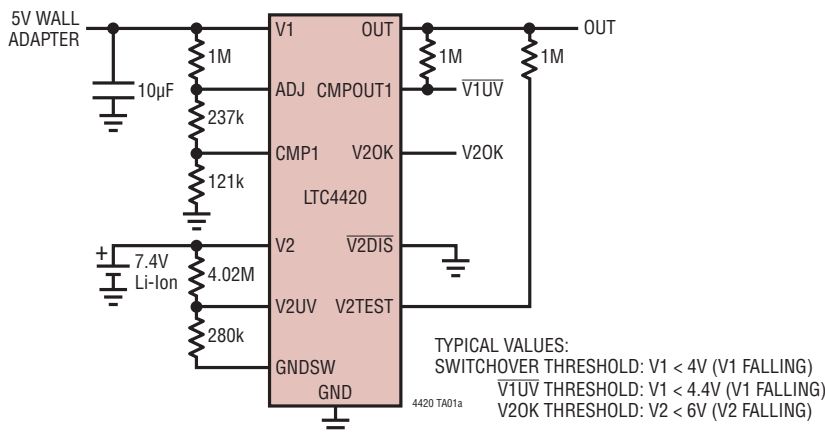 5V WALL
ADAPTER
V1
OUT
OUT
1M
1M
1M
10µF
ADJ
CMPOUT1
V1UV
237k
CMP1
V2OK
V2OK
121k
LTC4420
V2
V2DIS
+
7.4V
Li-Ion
4.02M
V2UV
V2TEST
280k
GNDSW
GND
4420 TA01a
TYPICAL VALUES:
SWITCHOVER THRESHOLD: V1 < 4V (V1 FALLING)
V1UV THRESHOLD: V1 < 4.4V (V1 FALLING)
V2OK THRESHOLD: V2 < 6V (V2 FALLING)